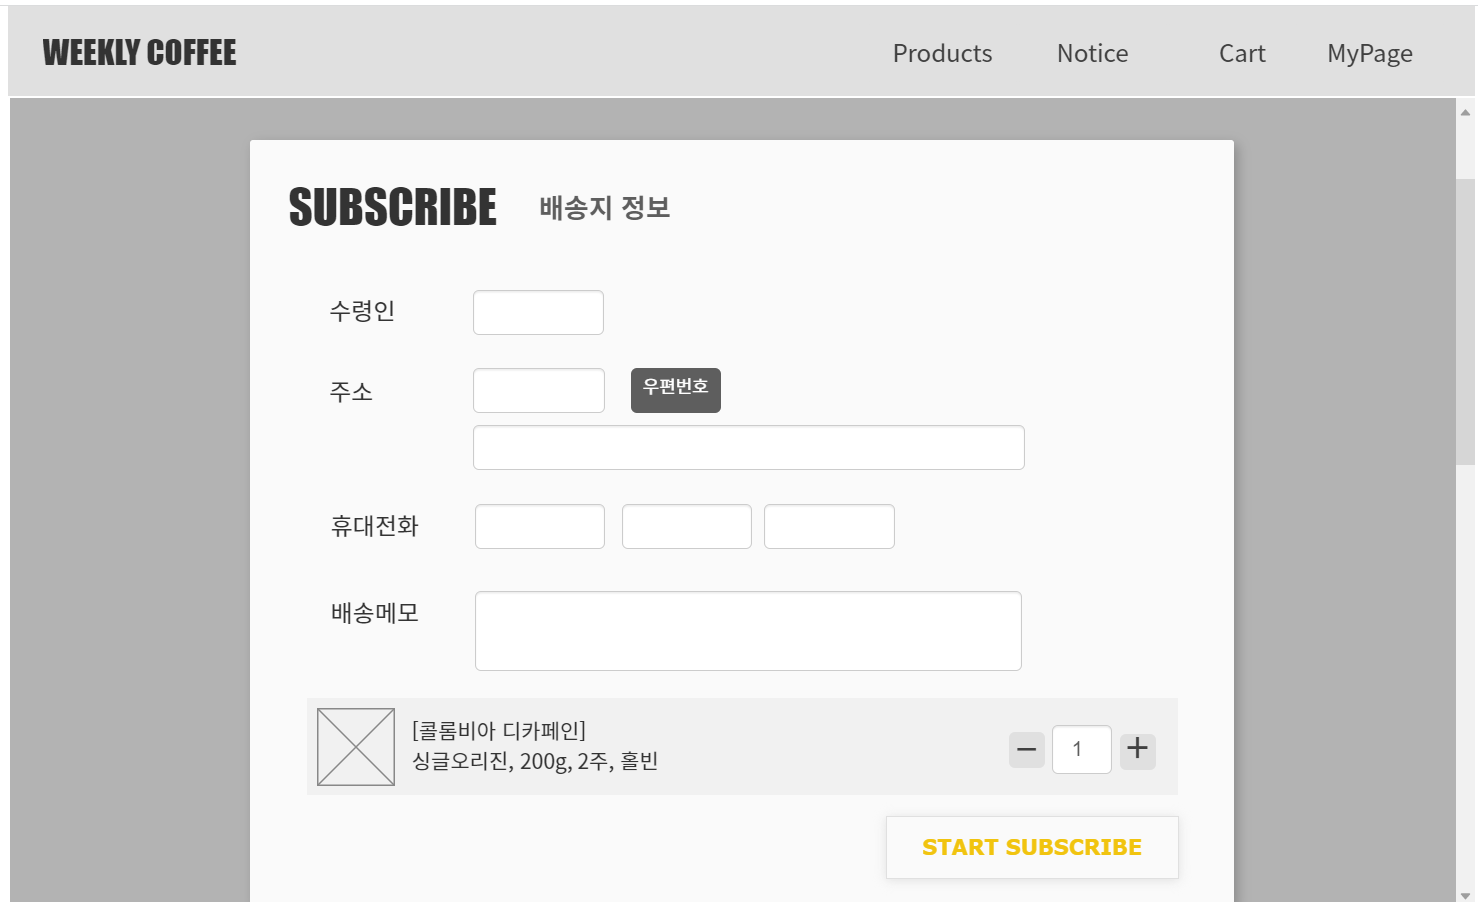 WEEKLY COFFEE
Products
Notice
Cart
MyPage
SUBSCRIBE
배송지 정보
수령인
주소
우편번호
휴대전화
배송메모
[콜롬비아 디카페인]
싱글오리진, 200g, 2주, 홀빈
− 1 +
START SUBSCRIBE